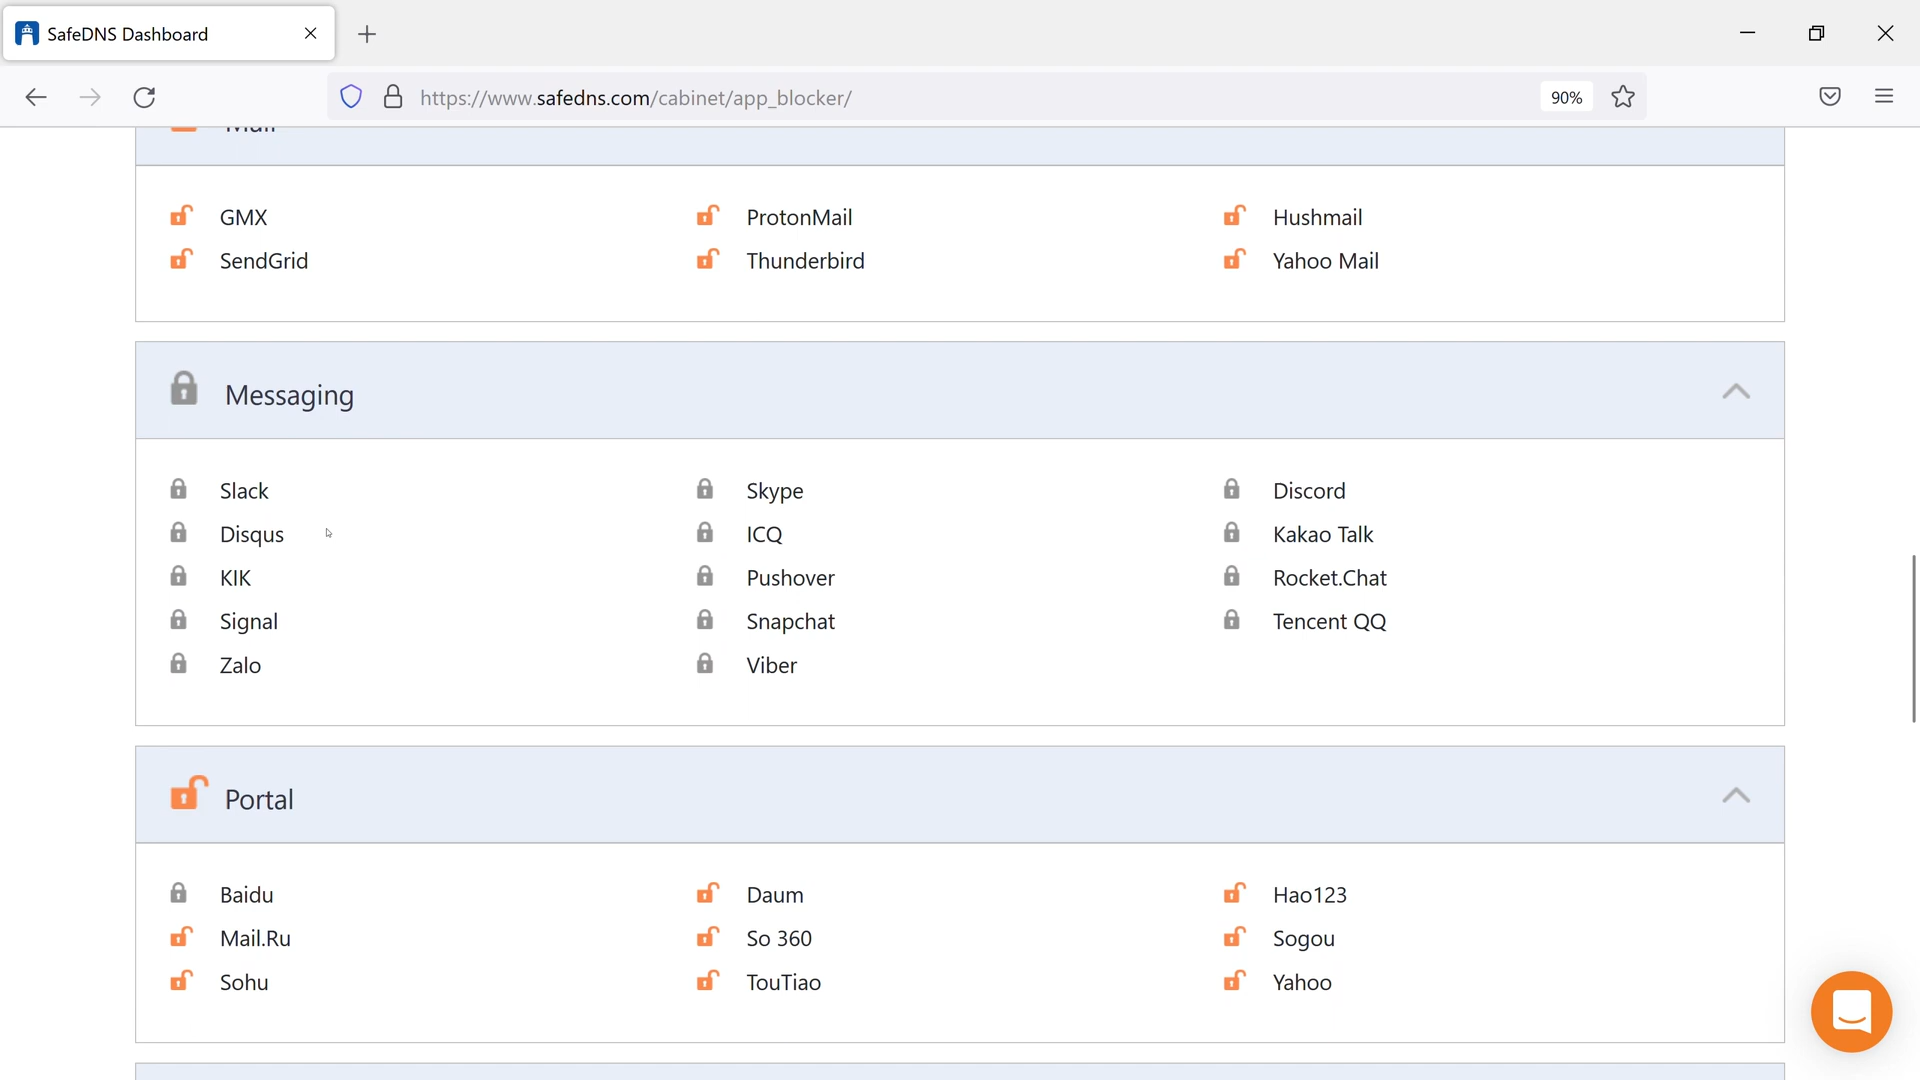 SafeDNS Dashboard
https://www.safedns.com/cabinet/app_blocker/
90%
Mail
GMX ProtonMail Hushmail
SendGrid Thunderbird Yahoo Mail
Messaging
Slack Skype Discord
Disqus ICQ Kakao Talk
KIK Pushover Rocket.Chat
Signal Snapchat Tencent QQ
Zalo Viber
Portal
Baidu Daum Hao123
Mail.Ru So 360 Sogou
Sohu TouTiao Yahoo